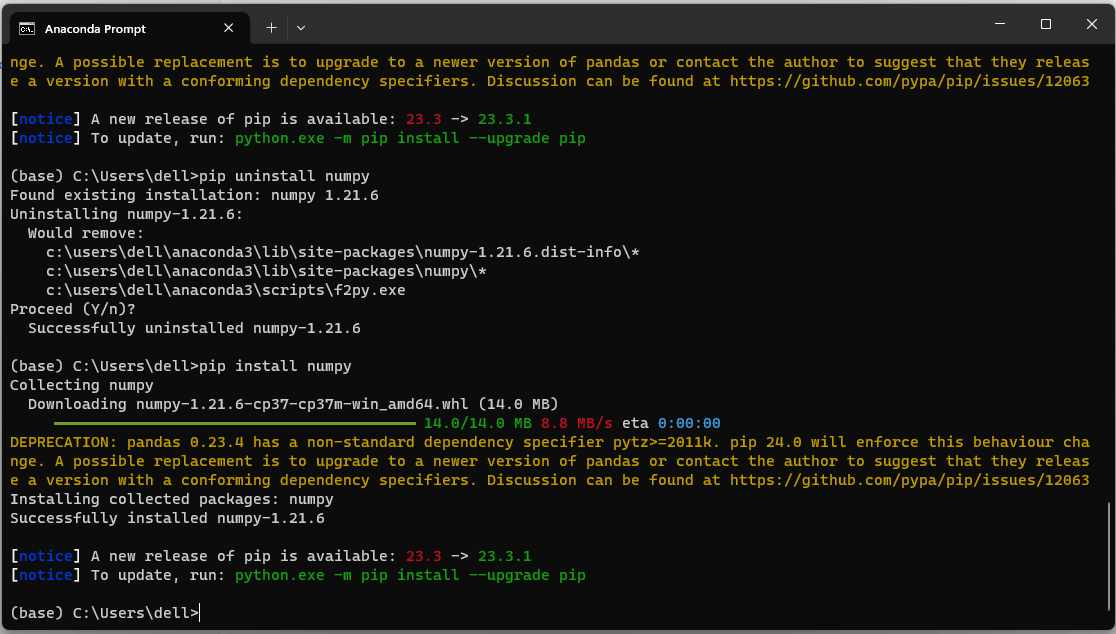 Anaconda Prompt
nge. A possible replacement is to upgrade to a newer version of pandas or contact the author to suggest that they releas
e a version with a conforming dependency specifiers. Discussion can be found at https://github.com/pypa/pip/issues/12063
[notice] A new release of pip is available: 23.3 -> 23.3.1
[notice] To update, run: python.exe -m pip install --upgrade pip
(base) C:\Users\dell>pip uninstall numpy
Found existing installation: numpy 1.21.6
Uninstalling numpy-1.21.6:
  Would remove:
    c:\users\dell\anaconda3\lib\site-packages\numpy-1.21.6.dist-info\*
    c:\users\dell\anaconda3\lib\site-packages\numpy\*
    c:\users\dell\anaconda3\scripts\f2py.exe
Proceed (Y/n)?
  Successfully uninstalled numpy-1.21.6
(base) C:\Users\dell>pip install numpy
Collecting numpy
  Downloading numpy-1.21.6-cp37-cp37m-win_amd64.whl (14.0 MB)
14.0/14.0 MB 8.8 MB/s eta 0:00:00
DEPRECATION: pandas 0.23.4 has a non-standard dependency specifier pytz>=2011k. pip 24.0 will enforce this behaviour cha
nge. A possible replacement is to upgrade to a newer version of pandas or contact the author to suggest that they releas
e a version with a conforming dependency specifiers. Discussion can be found at https://github.com/pypa/pip/issues/12063
Installing collected packages: numpy
Successfully installed numpy-1.21.6
[notice] A new release of pip is available: 23.3 -> 23.3.1
[notice] To update, run: python.exe -m pip install --upgrade pip
(base) C:\Users\dell>